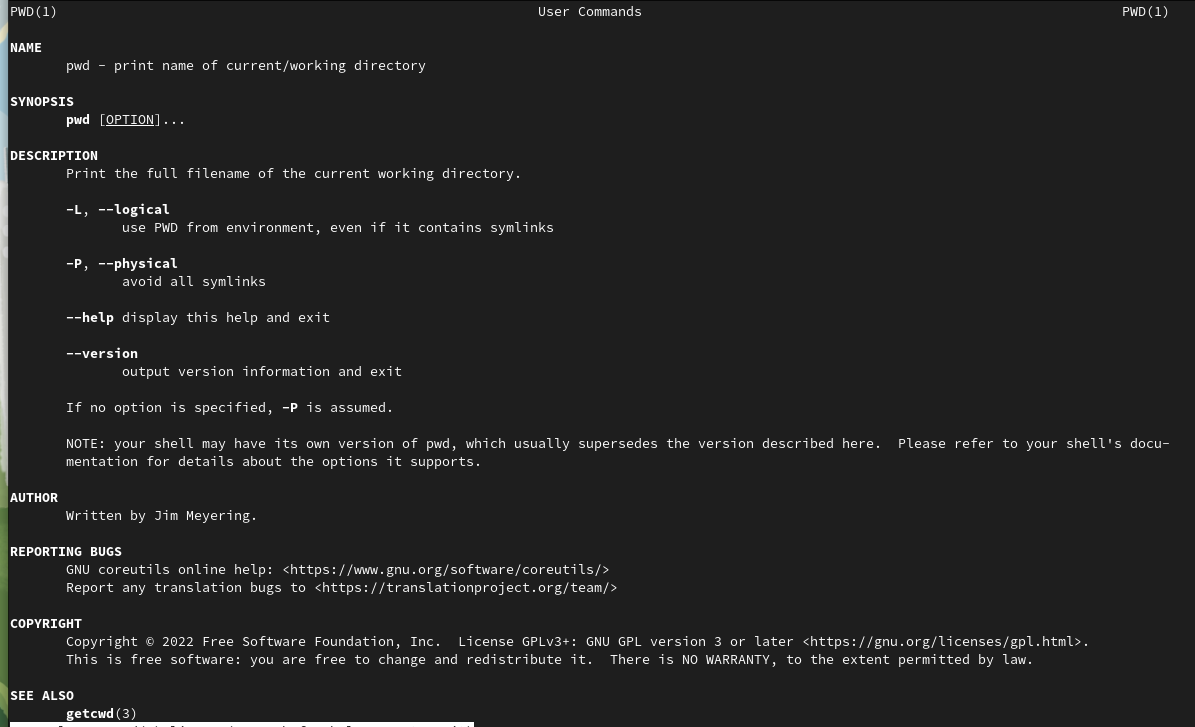 PWD(1) User Commands PWD(1)
NAME
pwd - print name of current/working directory
SYNOPSIS
pwd [OPTION]...
DESCRIPTION
Print the full filename of the current working directory.
-L, --logical
use PWD from environment, even if it contains symlinks
-P, --physical
avoid all symlinks
--help display this help and exit
--version
output version information and exit
If no option is specified, -P is assumed.
NOTE: your shell may have its own version of pwd, which usually supersedes the version described here.  Please refer to your shell's docu-
mentation for details about the options it supports.
AUTHOR
Written by Jim Meyering.
REPORTING BUGS
GNU coreutils online help: <https://www.gnu.org/software/coreutils/>
Report any translation bugs to <https://translationproject.org/team/>
COPYRIGHT
Copyright © 2022 Free Software Foundation, Inc.  License GPLv3+: GNU GPL version 3 or later <https://gnu.org/licenses/gpl.html>.
This is free software: you are free to change and redistribute it.  There is NO WARRANTY, to the extent permitted by law.
SEE ALSO
getcwd(3)